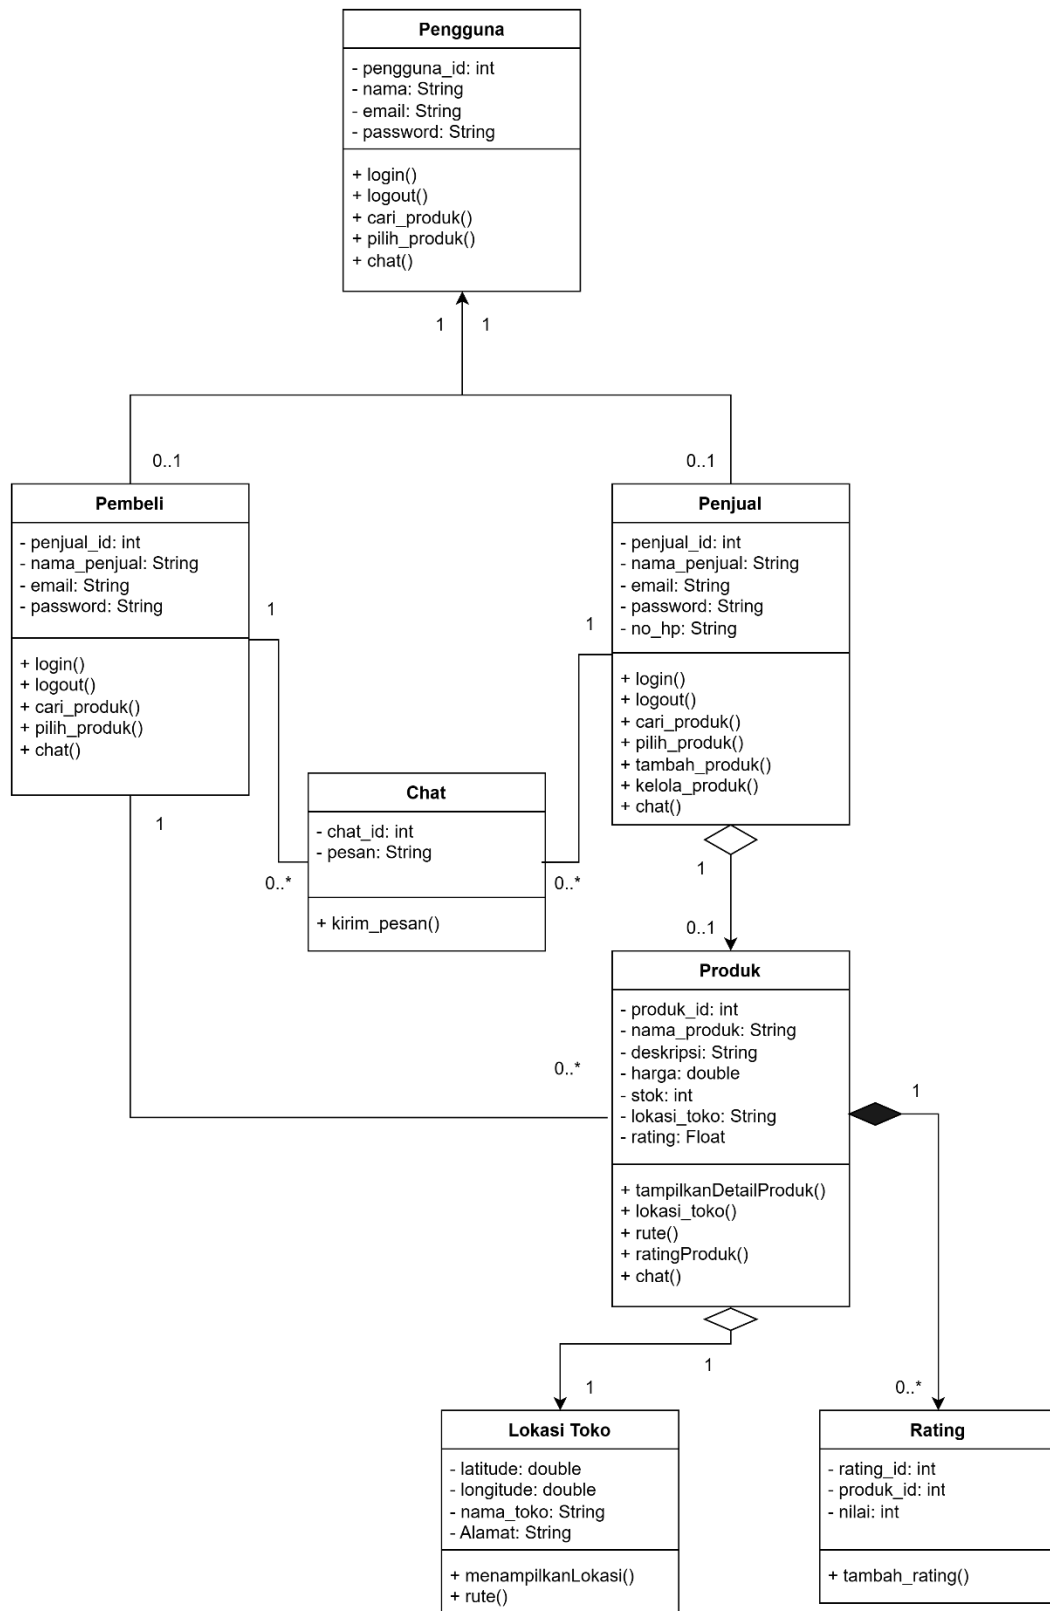 Pengguna
- pengguna_id: int
- nama: String
- email: String
- password: String
+ login()
+ logout()
+ cari_produk()
+ pilih_produk()
+ chat()
1
1
0..1
0..1
Pembeli
- penjual_id: int
- nama_penjual: String
- email: String
- password: String
+ login()
+ logout()
+ cari_produk()
+ pilih_produk()
+ chat()
Penjual
- penjual_id: int
- nama_penjual: String
- email: String
- password: String
- no_hp: String
+ login()
+ logout()
+ cari_produk()
+ pilih_produk()
+ tambah_produk()
+ kelola_produk()
+ chat()
1
1
Chat
- chat_id: int
- pesan: String
+ kirim_pesan()
0..*
0..*
1
1
0..1
0..*
Produk
- produk_id: int
- nama_produk: String
- deskripsi: String
- harga: double
- stok: int
- lokasi_toko: String
- rating: Float
+ tampilkanDetailProduk()
+ lokasi_toko()
+ rute()
+ ratingProduk()
+ chat()
1
1
1
0..*
Lokasi Toko
- latitude: double
- longitude: double
- nama_toko: String
- Alamat: String
+ menampilkanLokasi()
+ rute()
Rating
- rating_id: int
- produk_id: int
- nilai: int
+ tambah_rating()